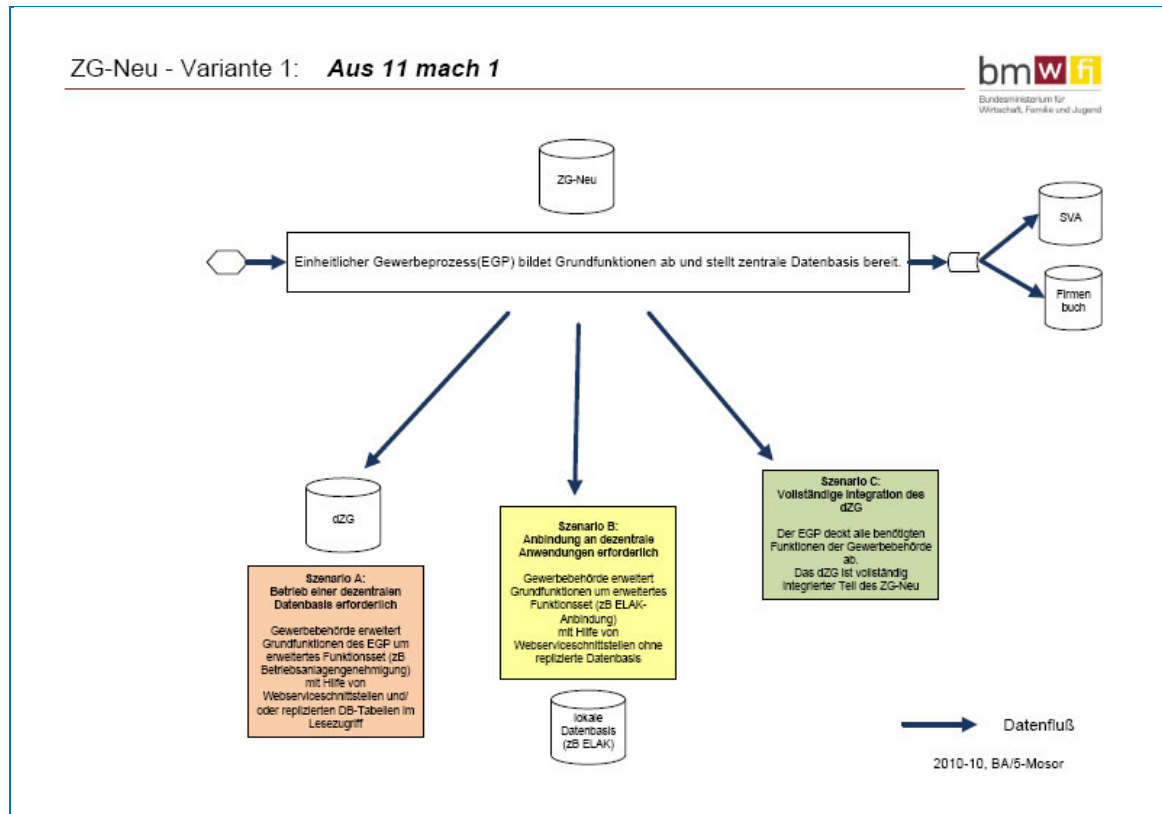 ZG-Neu - Variante 1: Aus 11 mach 1
bmwfi
Bundesministerium für
Wirtschaft, Familie und Jugend
ZG-Neu
SVA
Einheitlicher Gewerbeprozess(EGP) bildet Grundfunktionen ab und stellt zentrale Datenbasis bereit.
Firmen
buch
dZG
Szenario A:
Betrieb einer dezentralen
Datenbasis erforderlich
Gewerbebehörde erweitert
Grundfunktionen des EGP um
erweitertes Funktionsset (zB
Betriebsanlagengenehmigung)
mit Hilfe von
Webserviceschnittstellen und/
oder replizierten DB-Tabellen im
Lesezugriff
Szenario B:
Anbindung an dezentrale
Anwendungen erforderlich
Gewerbebehörde erweitert
Grundfunktionen um erweitertes
Funktionsset (zB ELAK-
Anbindung)
mit Hilfe von
Webserviceschnittstellen ohne
replizierte Datenbasis
lokale
Datenbasis
(zB ELAK)
Szenario C:
Vollständige Integration des
dZG
Der EGP deckt alle benötigten
Funktionen der Gewerbebehörde
ab.
Das dZG ist vollständig
integrierter Teil des ZG-Neu
Datenfluß
2010-10, BA/5-Mosor